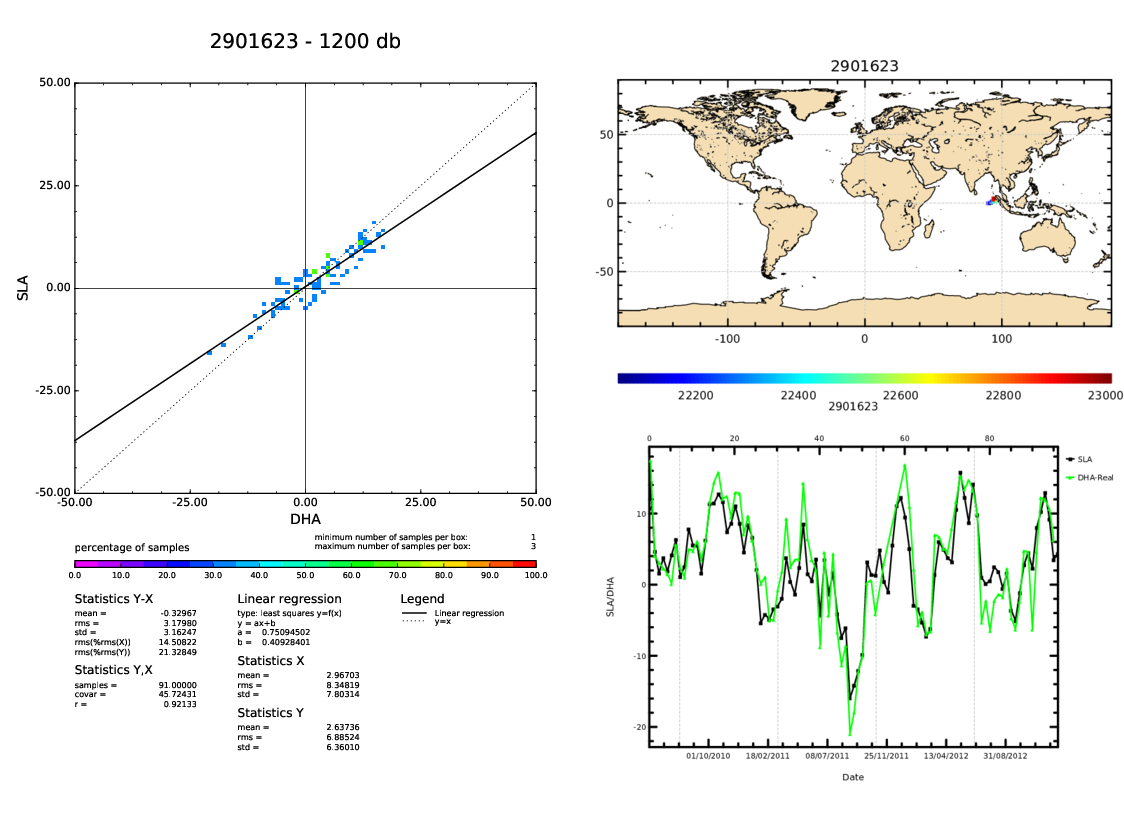 2901623 - 1200 db
50.00
25.00
0.00
-25.00
-50.00
SLA
-50.00 -25.00 0.00 25.00 50.00
DHA
minimum number of samples per box: 1
maximum number of samples per box: 3
percentage of samples
0.0 10.0 20.0 30.0 40.0 50.0 60.0 70.0 80.0 90.0 100.0
Statistics Y-X
mean = -0.32967
rms = 3.17980
std = 3.16247
rms(%rms(X)) 14.50822
rms(%rms(Y)) 21.32849
Statistics Y,X
samples = 91.00000
covar = 45.72431
r = 0.92133
Linear regression
type: least squares y=f(x)
y = ax+b
a = 0.75094502
b = 0.40928401
Statistics X
mean = 2.96703
rms = 8.34819
std = 7.80314
Statistics Y
mean = 2.63736
rms = 6.88524
std = 6.36010
Legend
Linear regression
y=x
2901623
50
0
-50
-100 0 100
22200 22400 22600 22800 23000
2901623
0 20 40 60 80
10
0
-10
-20
SLA/DHA
SLA
DHA-Real
01/10/2010 18/02/2011 08/07/2011 25/11/2011 13/04/2012 31/08/2012
Date